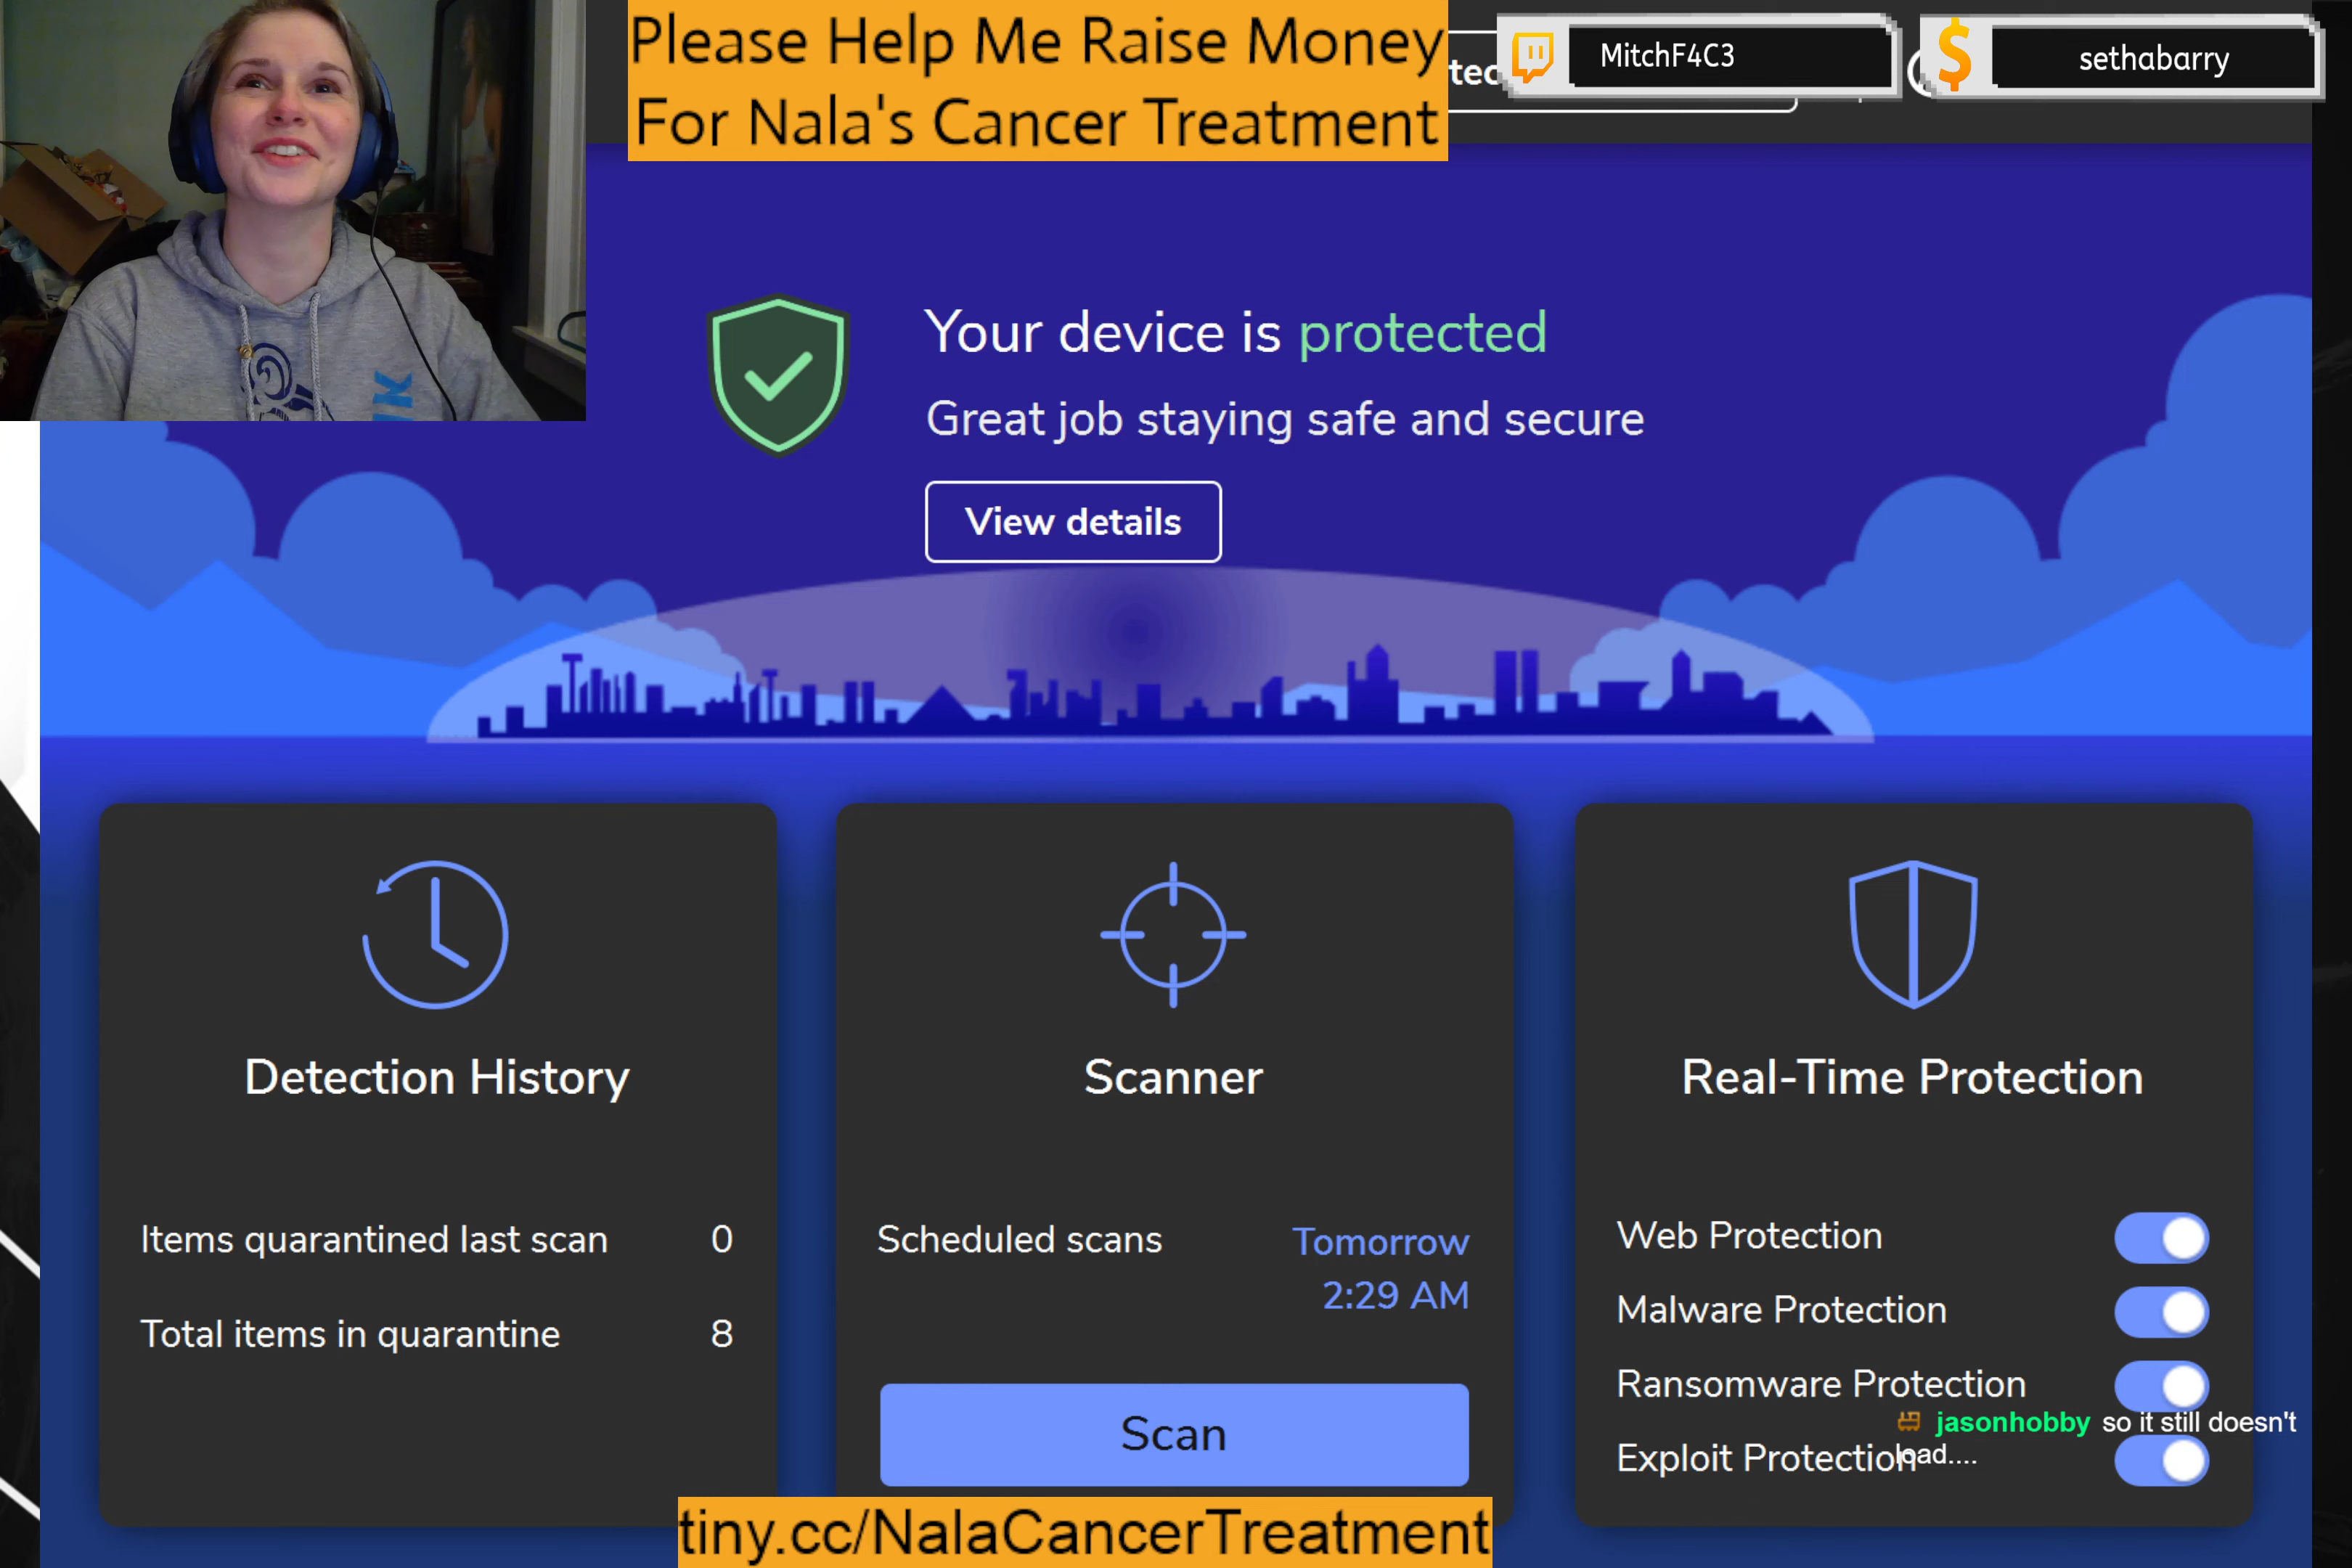 Please Help Me Raise Money
For Nala's Cancer Treatment
MitchF4C3
sethabarry
Your device is protected
Great job staying safe and secure
View details
Detection History
Items quarantined last scan 0
Total items in quarantine 8
Scanner
Scheduled scans Tomorrow
2:29 AM
Scan
Real-Time Protection
Web Protection
Malware Protection
Ransomware Protection
jasonhobby so it still doesn't
load....
Exploit Protection
tiny.cc/NalaCancerTreatment